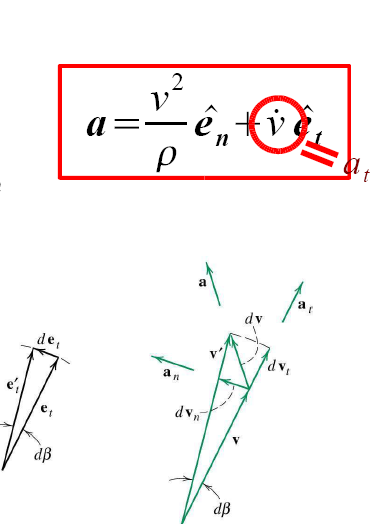 a = v² / ρ ê_n + v̇ ê_t
= a_t
a
a_t
d e_t
d v
v′
a_n
d v_t
e′_t
e_t
d v_n
v
dβ
dβ